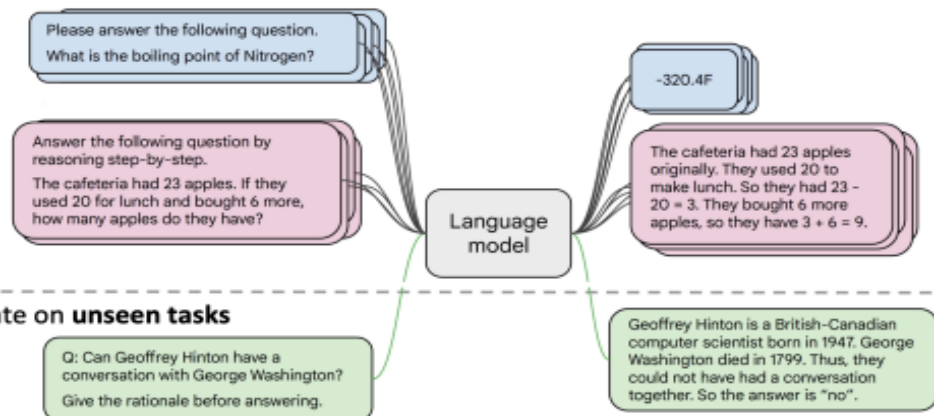 Please answer the following question.
What is the boiling point of Nitrogen?
-320.4F
Answer the following question by
reasoning step-by-step.
The cafeteria had 23 apples. If they
used 20 for lunch and bought 6 more,
how many apples do they have?
Language
model
The cafeteria had 23 apples
originally. They used 20 to
make lunch. So they had 23 -
20 = 3. They bought 6 more
apples, so they have 3 + 6 = 9.
te on unseen tasks
Q: Can Geoffrey Hinton have a
conversation with George Washington?
Give the rationale before answering.
Geoffrey Hinton is a British-Canadian
computer scientist born in 1947. George
Washington died in 1799. Thus, they
could not have had a conversation
together. So the answer is "no".